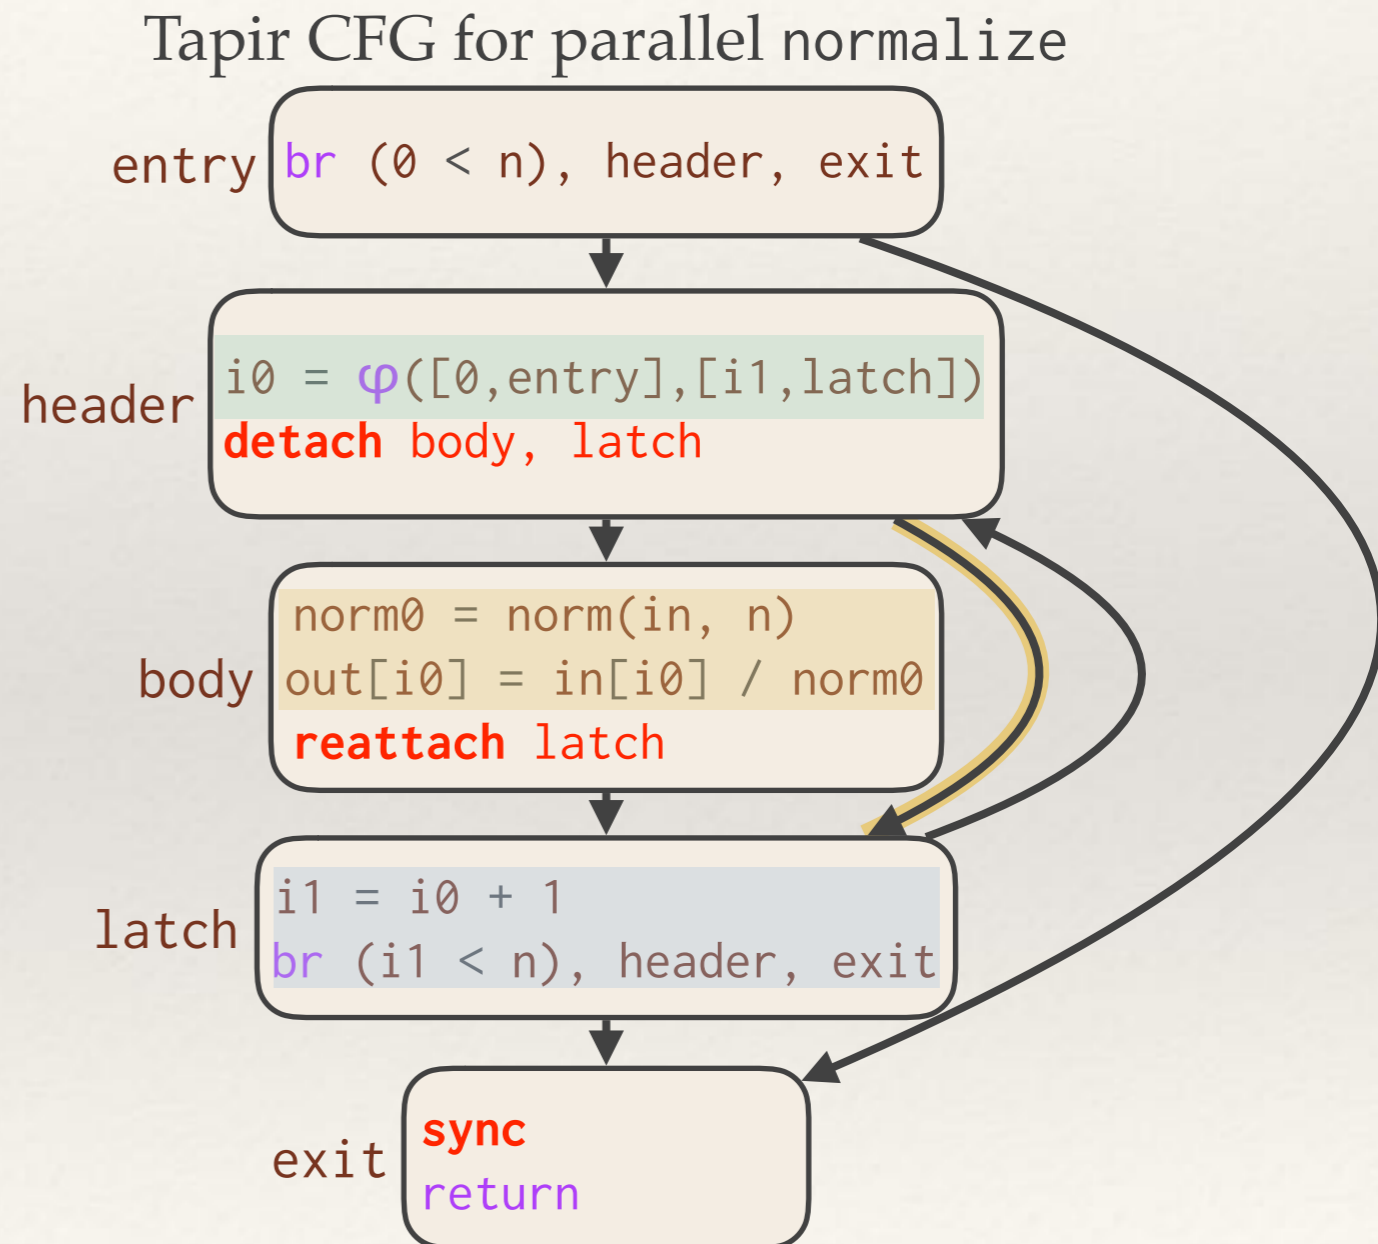 Tapir CFG for parallel normalize
entry
br (0 < n), header, exit
header
i0 = φ([0,entry],[i1,latch])
detach body, latch
body
norm0 = norm(in, n)
out[i0] = in[i0] / norm0
reattach latch
latch
i1 = i0 + 1
br (i1 < n), header, exit
exit
sync
return